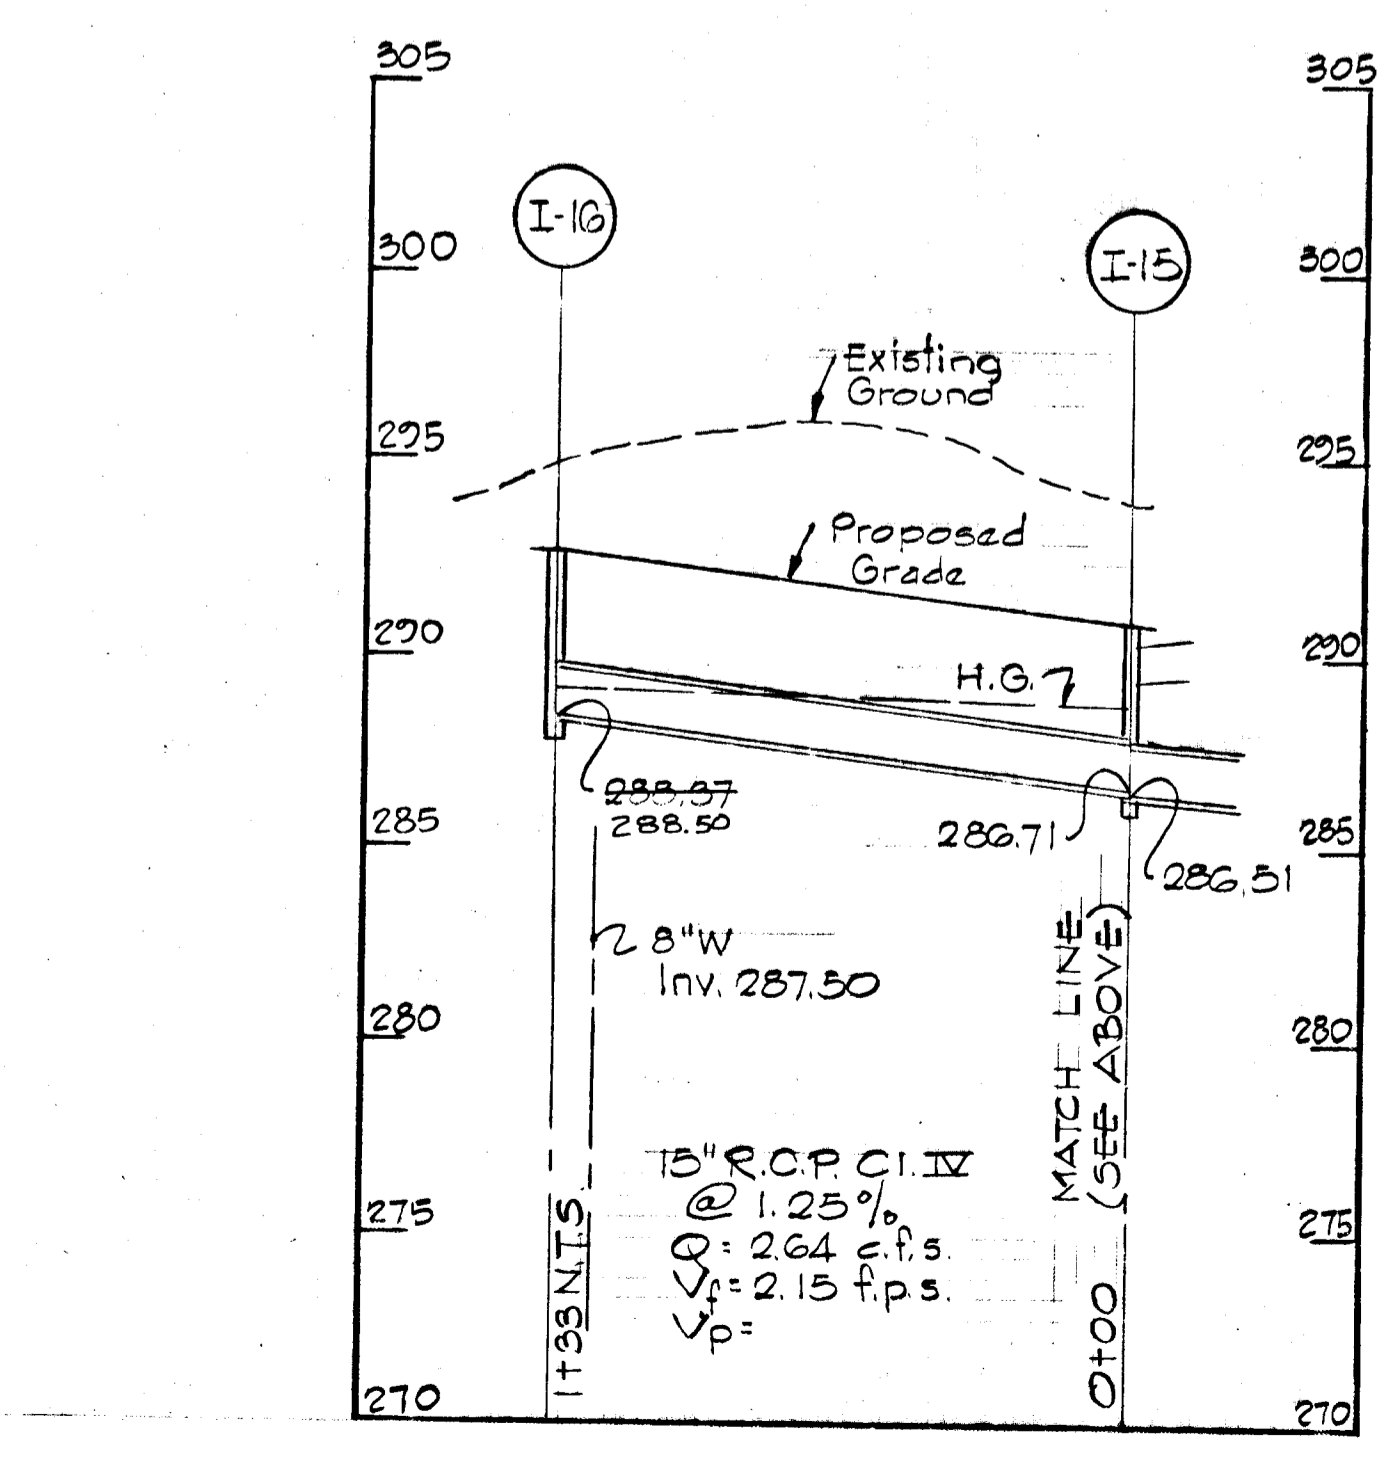 305
305
I-16
I-15
300
300
Existing
Ground
295
295
Proposed
Grade
290
290
H.G.
288.37
288.50
285
285
286.71
286.51
8"W
Inv. 287.50
280
280
MATCH LINE
(SEE ABOVE)
15" R.C.P. Cl. IV
@ 1.25%
Q = 2.64 c.f.s.
Vf = 2.15 f.p.s.
Vp =
275
275
1+33 N.T.S.
0+00
270
270